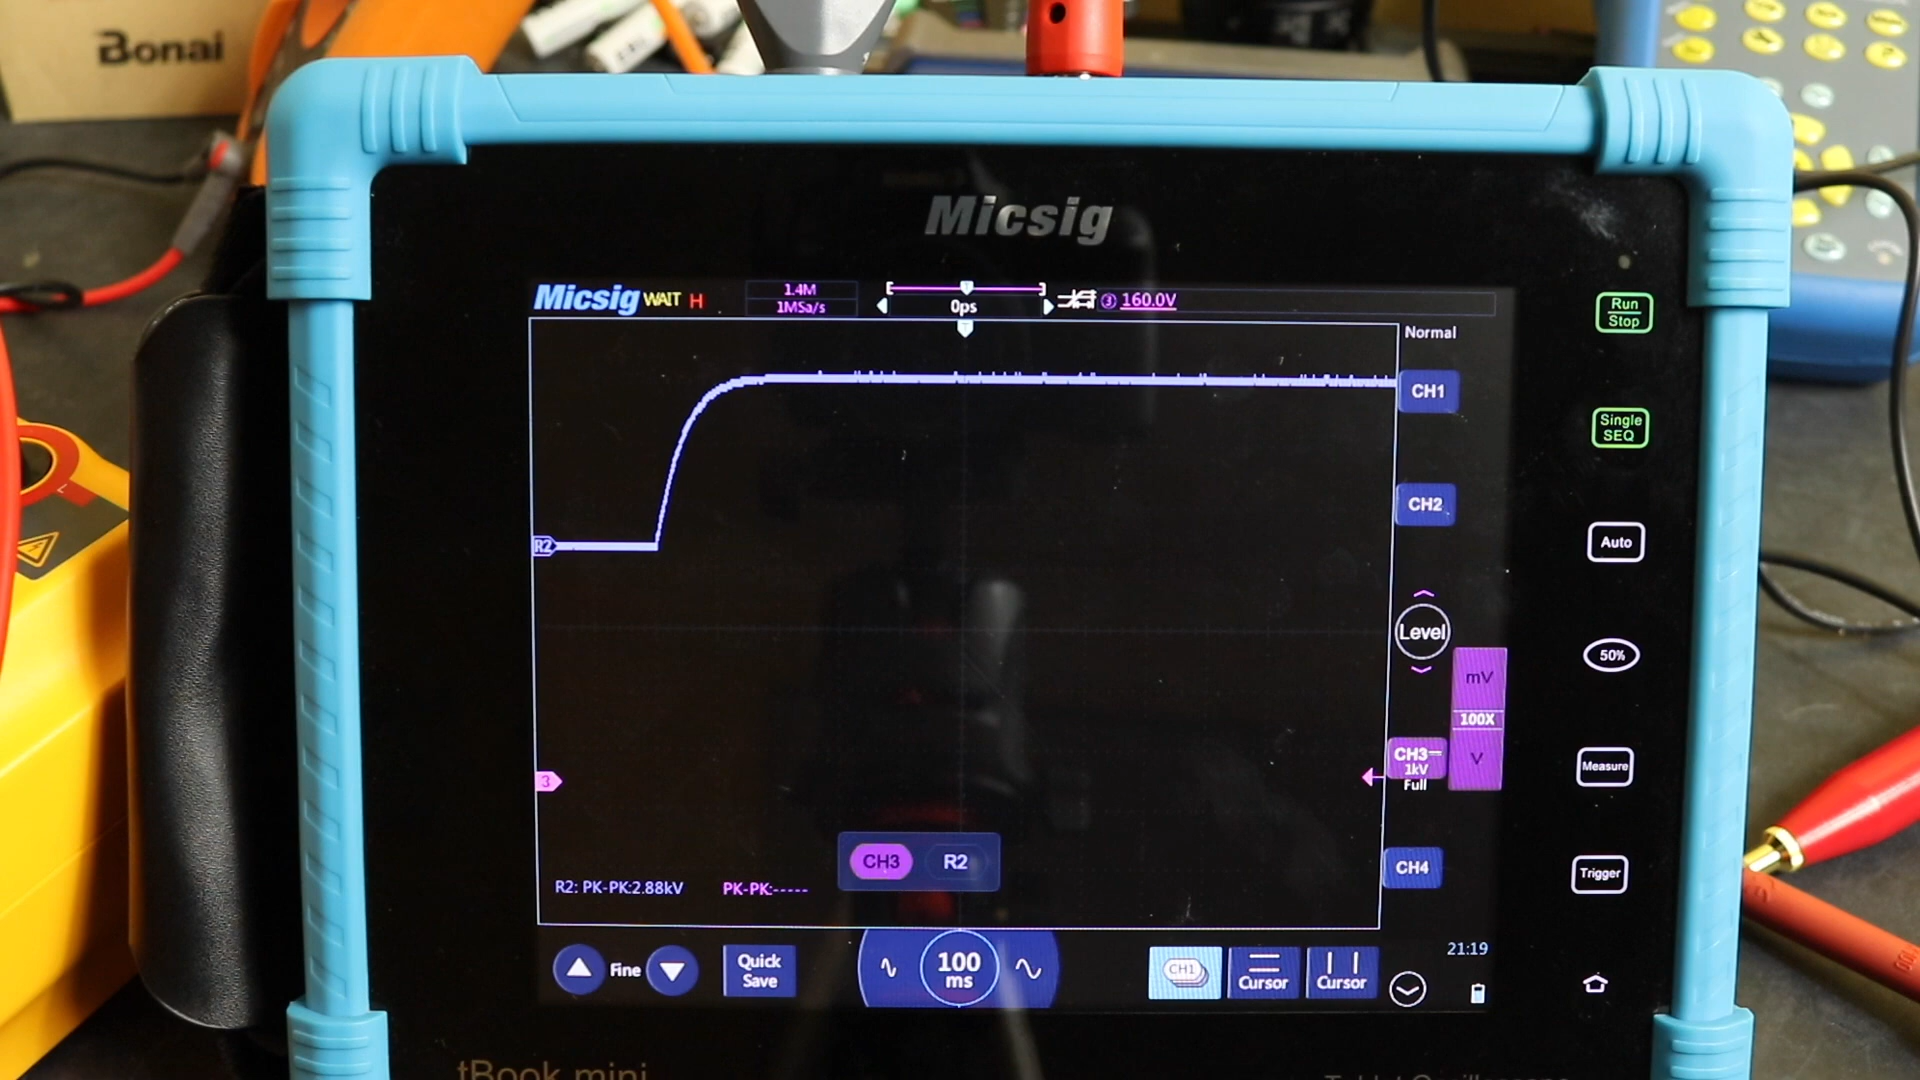 Bonai
Micsig
Micsig WAIT H
1.4M
1MSa/s
T
0ps
3 160.0V
T
Normal
Run
Stop
CH1
Single
SEQ
CH2
R2
Auto
Level
50%
mV
100X
V
CH3
1kV
Full
Measure
3
CH3 R2
CH4
Trigger
R2: PK-PK:2.88kV PK-PK:-----
Fine
Quick
Save
100
ms
CH1
Cursor
Cursor
21:19
tBook mini